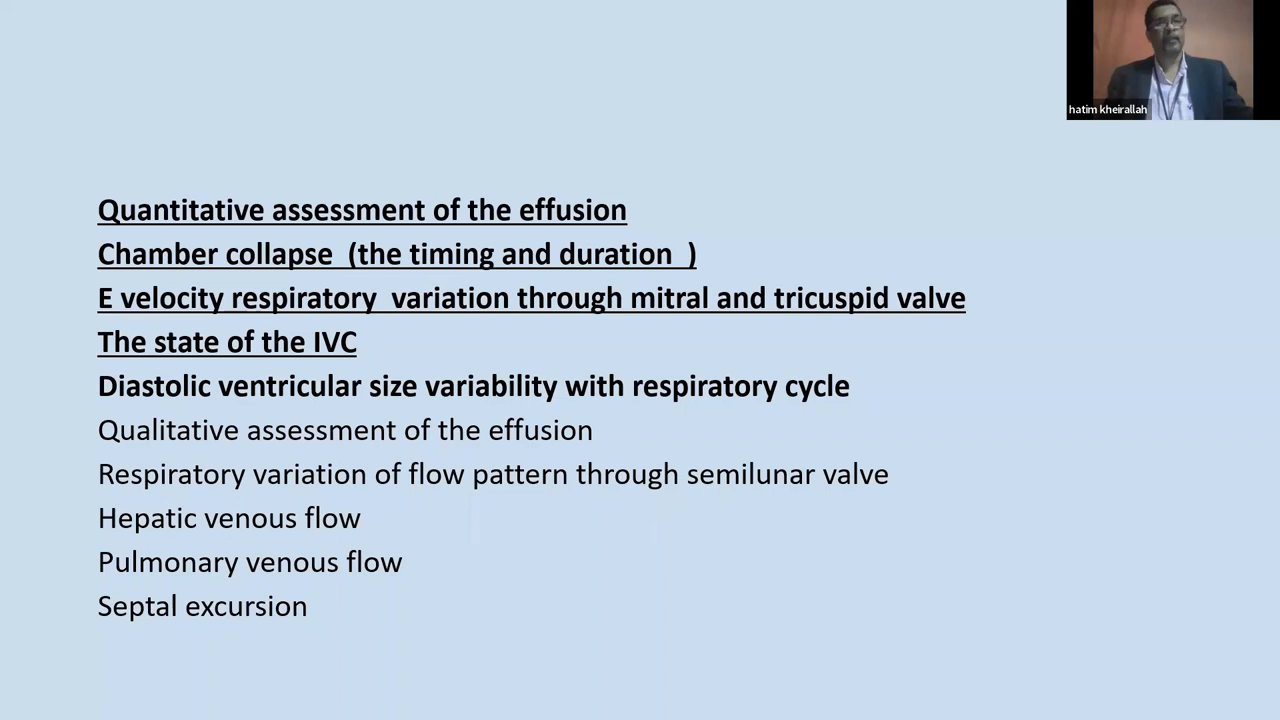 hatim kheirallah
Quantitative assessment of the effusion
Chamber collapse  (the timing and duration  )
E velocity respiratory  variation through mitral and tricuspid valve
The state of the IVC
Diastolic ventricular size variability with respiratory cycle
Qualitative assessment of the effusion
Respiratory variation of flow pattern through semilunar valve
Hepatic venous flow
Pulmonary venous flow
Septal excursion